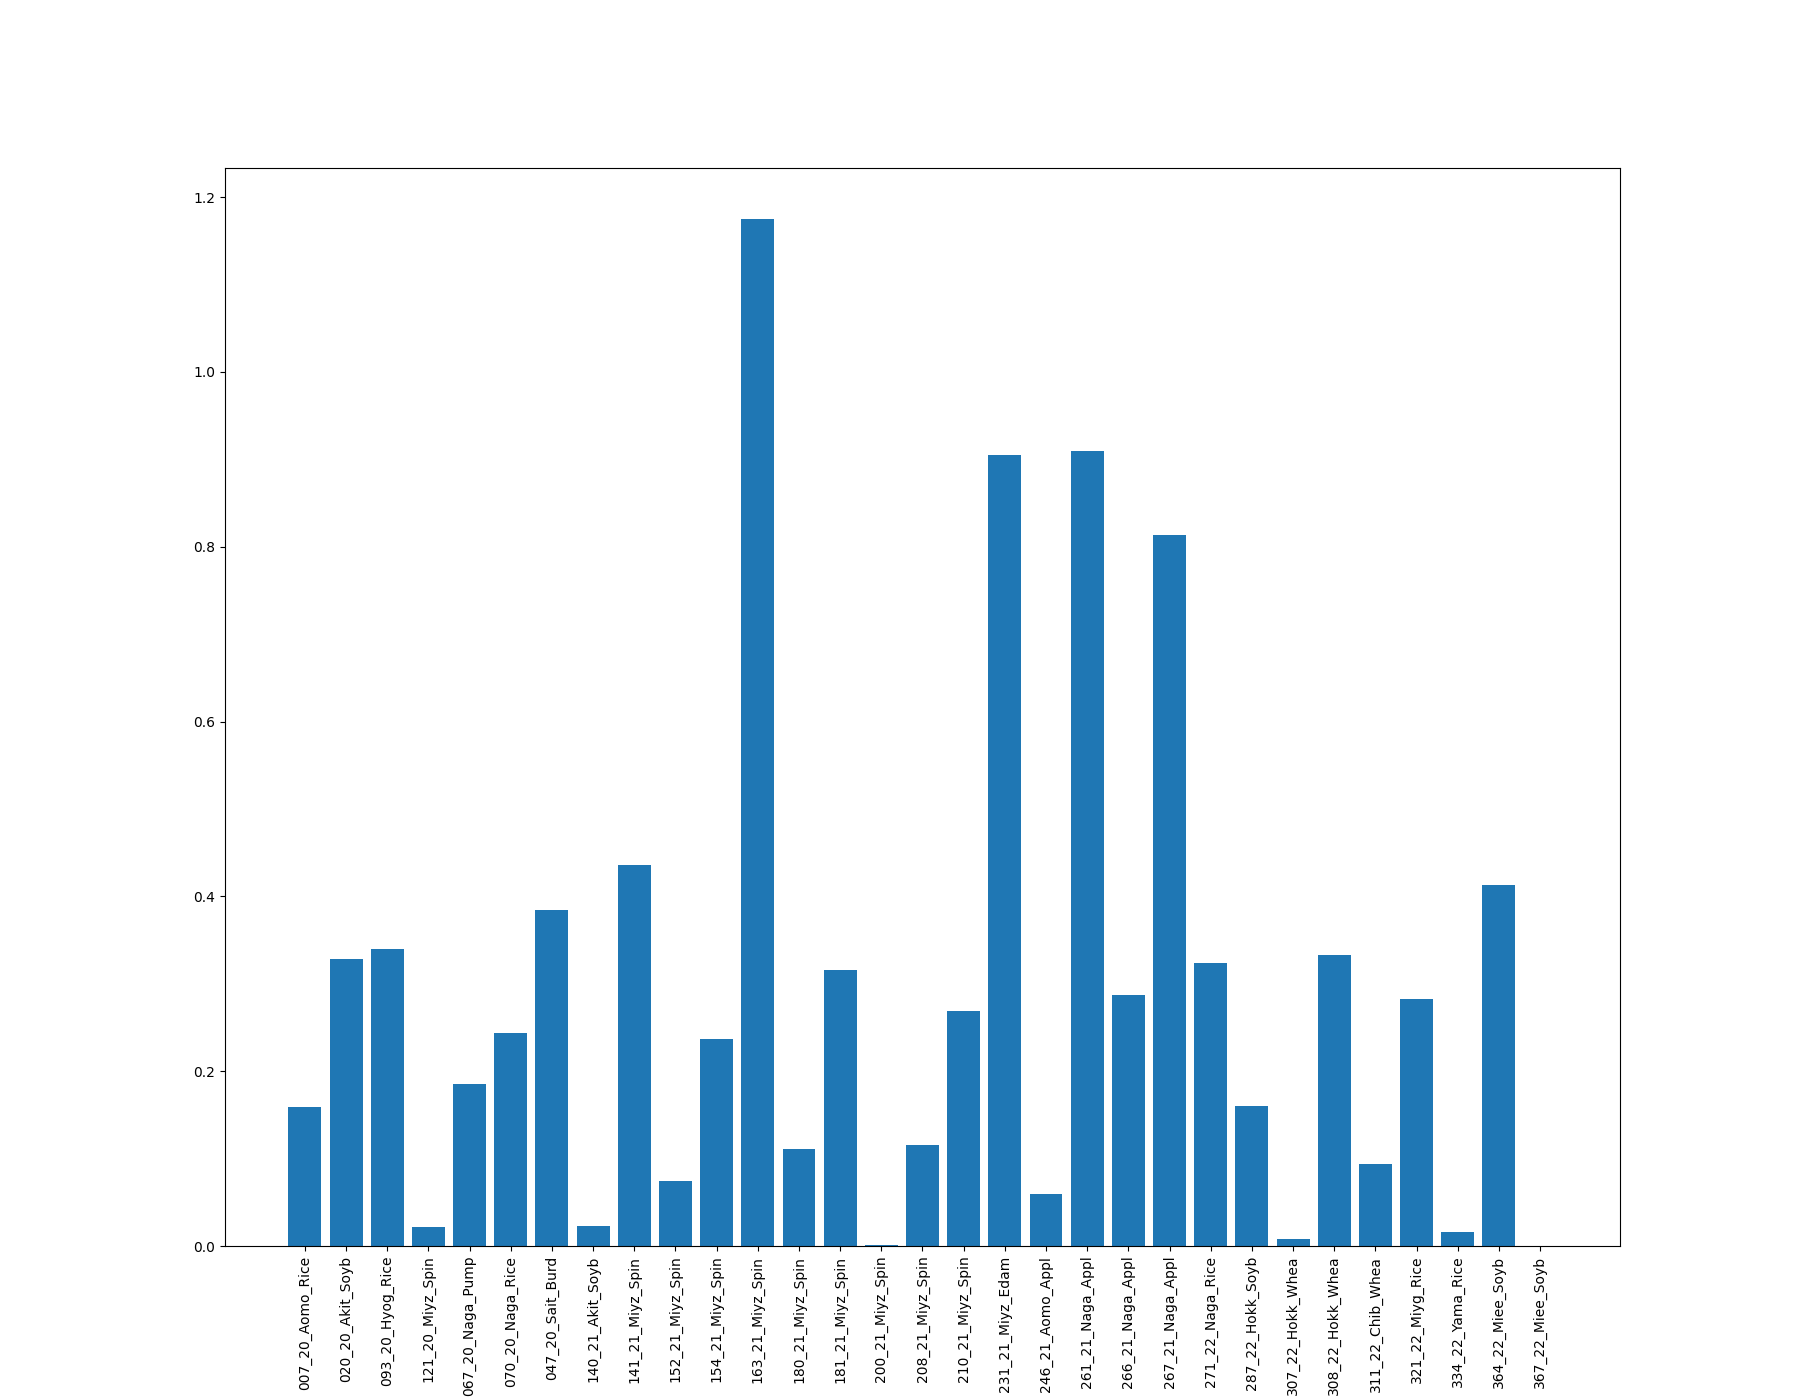 1.2
1.0
0.8
0.6
0.4
0.2
0.0
007_20_Aomo_Rice
020_20_Akit_Soyb
093_20_Hyog_Rice
121_20_Miyz_Spin
067_20_Naga_Pump
070_20_Naga_Rice
047_20_Sait_Burd
140_21_Akit_Soyb
141_21_Miyz_Spin
152_21_Miyz_Spin
154_21_Miyz_Spin
163_21_Miyz_Spin
180_21_Miyz_Spin
181_21_Miyz_Spin
200_21_Miyz_Spin
208_21_Miyz_Spin
210_21_Miyz_Spin
231_21_Miyz_Edam
246_21_Aomo_Appl
261_21_Naga_Appl
266_21_Naga_Appl
267_21_Naga_Appl
271_22_Naga_Rice
287_22_Hokk_Soyb
307_22_Hokk_Whea
308_22_Hokk_Whea
311_22_Chib_Whea
321_22_Miyg_Rice
334_22_Yama_Rice
364_22_Miee_Soyb
367_22_Miee_Soyb